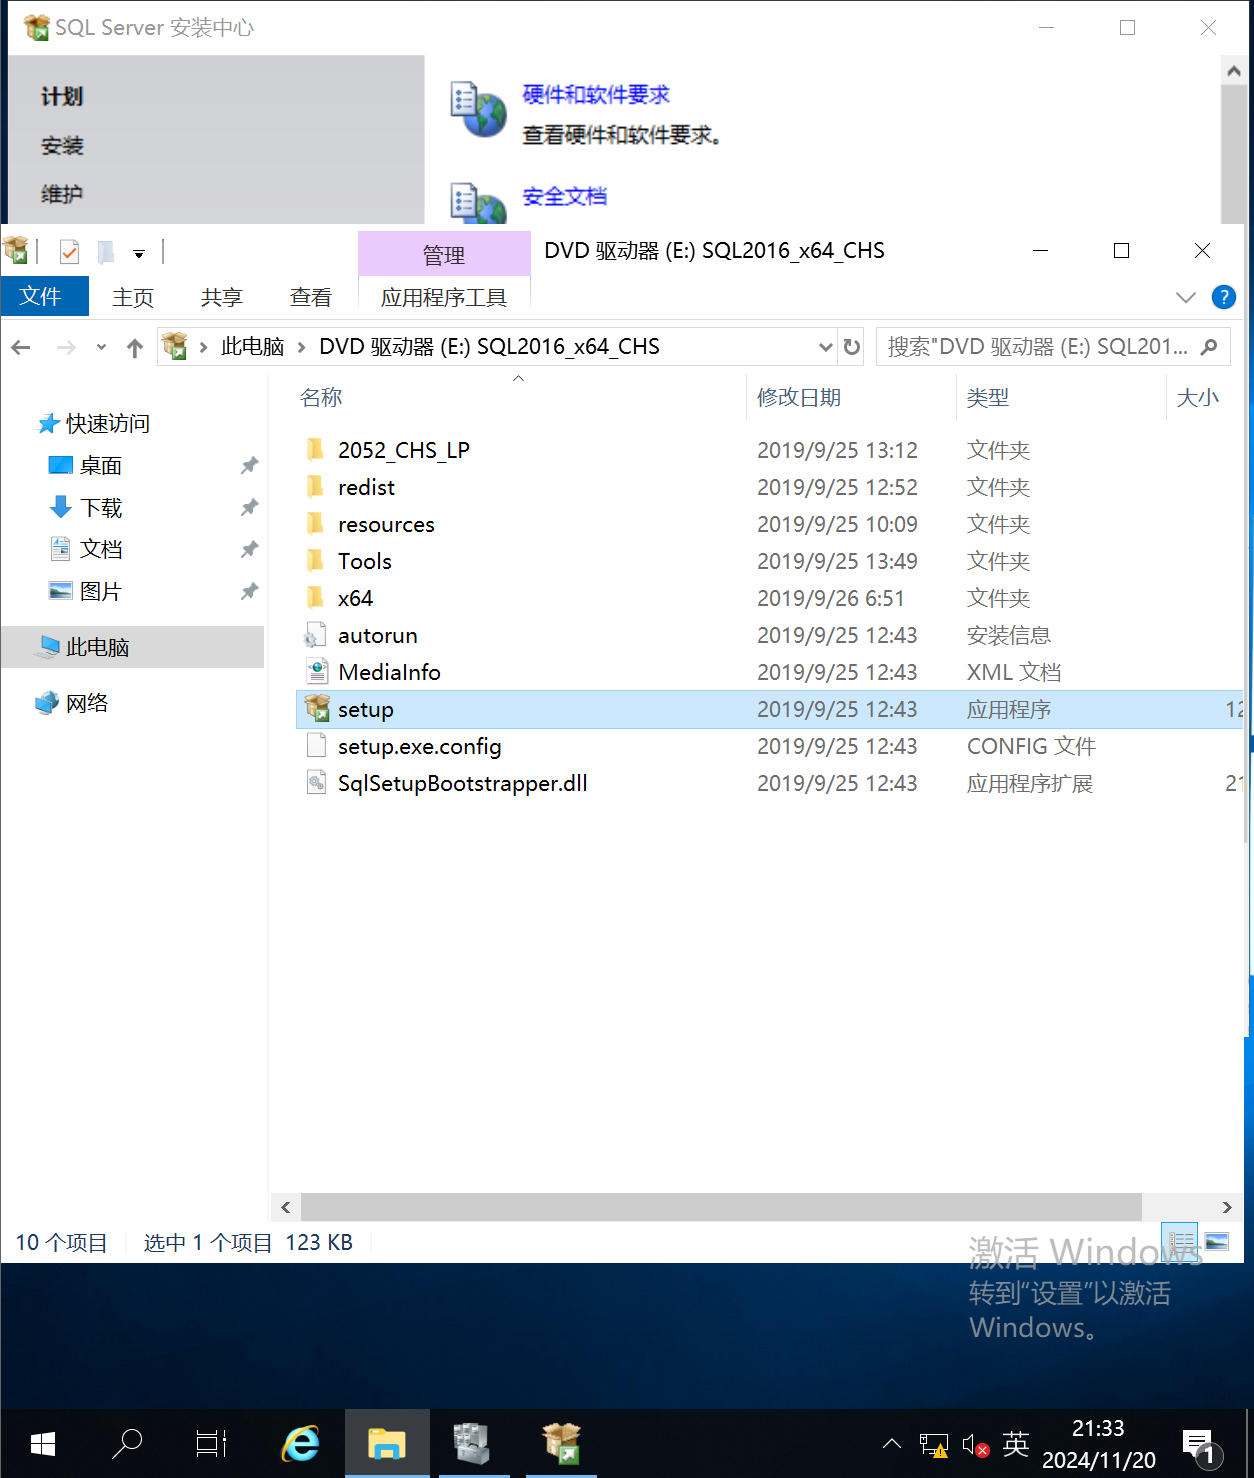 SQL Server 安装中心
计划
安装
维护
硬件和软件要求
查看硬件和软件要求。
安全文档
管理
DVD 驱动器 (E:) SQL2016_x64_CHS
文件
主页
共享
查看
应用程序工具
?
此电脑
DVD 驱动器 (E:) SQL2016_x64_CHS
搜索"DVD 驱动器 (E:) SQL201...
快速访问
桌面
下载
文档
图片
此电脑
网络
名称 修改日期 类型 大小
2052_CHS_LP 2019/9/25 13:12 文件夹
redist 2019/9/25 12:52 文件夹
resources 2019/9/25 10:09 文件夹
Tools 2019/9/25 13:49 文件夹
x64 2019/9/26 6:51 文件夹
autorun 2019/9/25 12:43 安装信息
MediaInfo 2019/9/25 12:43 XML 文档
setup 2019/9/25 12:43 应用程序 12
setup.exe.config 2019/9/25 12:43 CONFIG 文件
SqlSetupBootstrapper.dll 2019/9/25 12:43 应用程序扩展 21
10 个项目 选中 1 个项目 123 KB
激活 Windows
转到“设置”以激活
Windows。
英
21:33
2024/11/20
1